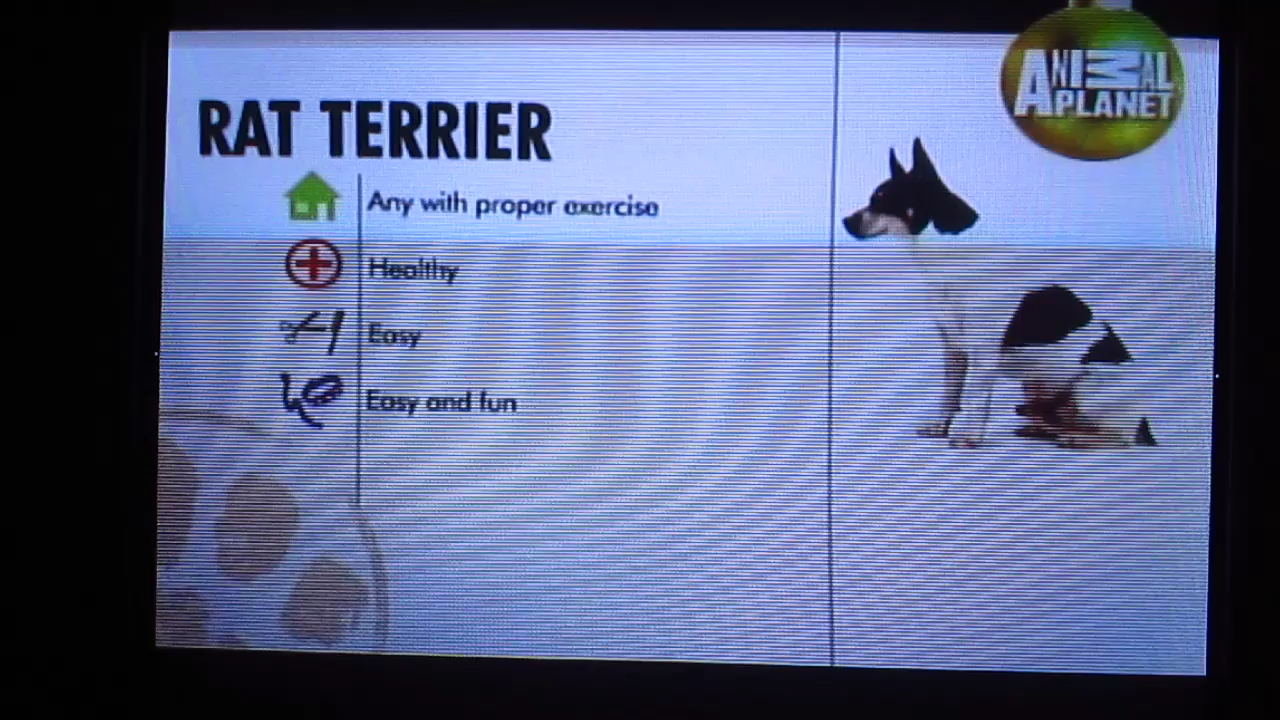 ANIMAL
PLANET
RAT TERRIER
Any with proper exercise
Healthy
Easy
Easy and fun